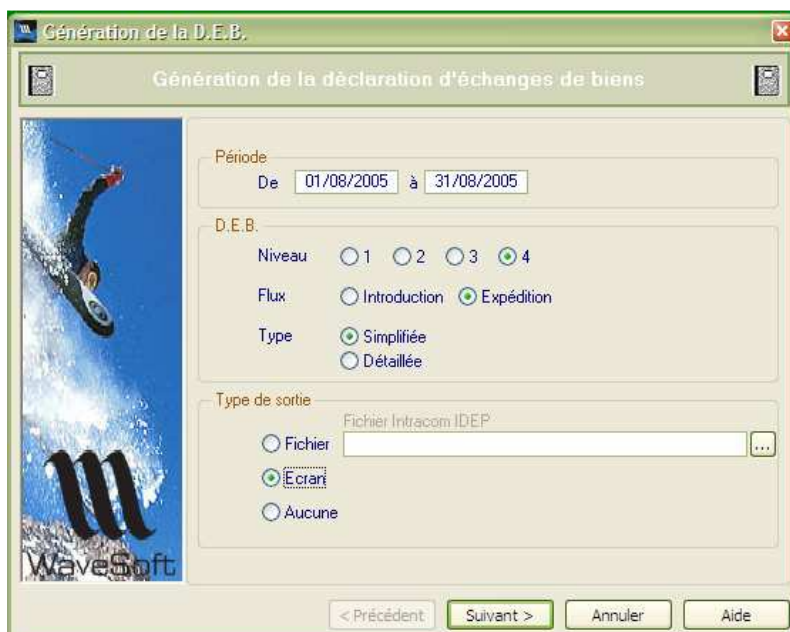 Génération de la D.E.B.
Génération de la déclaration d'échanges de biens
Période
De 01/08/2005 à 31/08/2005
D.E.B.
Niveau 1 2 3 4
Flux Introduction Expédition
Type Simplifiée
Détaillée
Type de sortie
Fichier Intracom IDEP
Fichier ...
Ecran
Aucune
WaveSoft
< Précédent Suivant > Annuler Aide